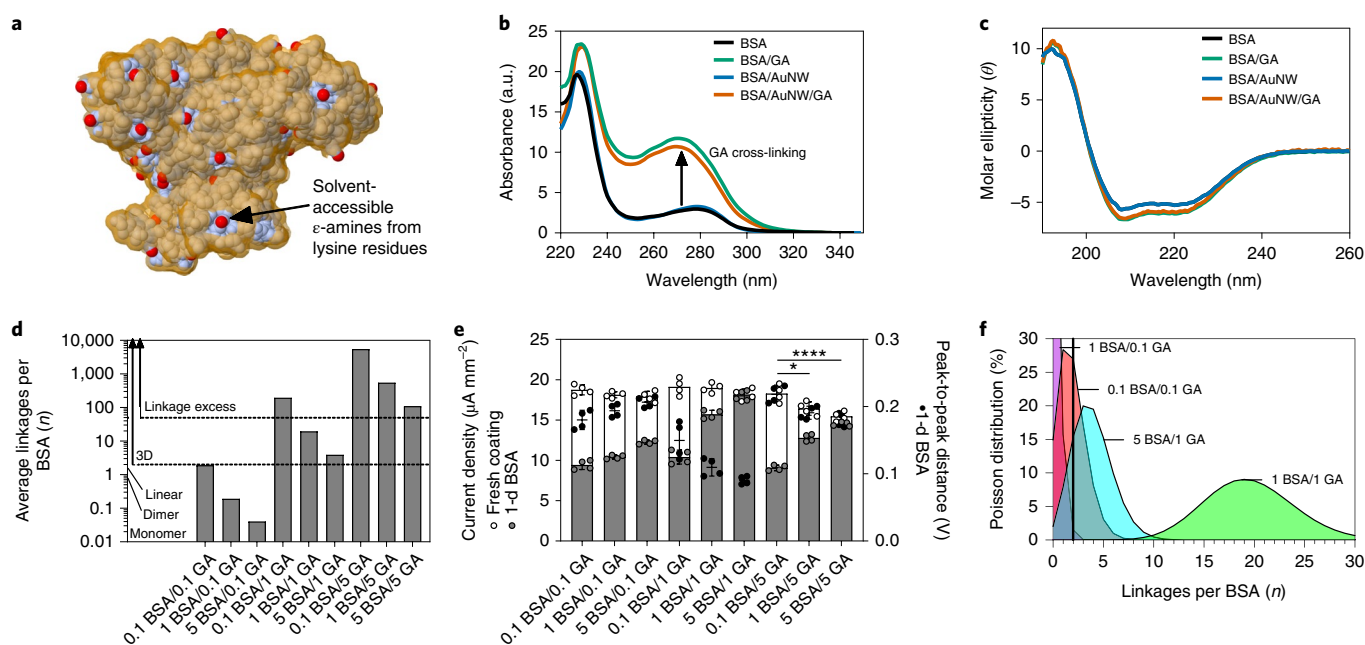 a
Solvent-
accessible
ε-amines from
lysine residues
b
Absorbance (a.u.)
25
20
15
10
5
0
220 240 260 280 300 320 340
Wavelength (nm)
BSA
BSA/GA
BSA/AuNW
BSA/AuNW/GA
GA cross-linking
c
Molar ellipticity (θ)
10
5
0
−5
200 220 240 260
Wavelength (nm)
BSA
BSA/GA
BSA/AuNW
BSA/AuNW/GA
d
Average linkages per
BSA (n)
10,000
1,000
100
10
1
0.1
0.01
Linkage excess
3D
Linear
Dimer
Monomer
0.1 BSA/0.1 GA
1 BSA/0.1 GA
5 BSA/0.1 GA
0.1 BSA/1 GA
1 BSA/1 GA
5 BSA/1 GA
0.1 BSA/5 GA
1 BSA/5 GA
5 BSA/5 GA
e
Current density (μA mm−2)
○ Fresh coating
● 1-d BSA
25
20
15
10
5
0
****
*
0.3
0.2
0.1
0.0
Peak-to-peak distance (V)
●1-d BSA
0.1 BSA/0.1 GA
1 BSA/0.1 GA
5 BSA/0.1 GA
0.1 BSA/1 GA
1 BSA/1 GA
5 BSA/1 GA
0.1 BSA/5 GA
1 BSA/5 GA
5 BSA/5 GA
f
Poisson distribution (%)
30
20
10
0
1 BSA/0.1 GA
0.1 BSA/0.1 GA
5 BSA/1 GA
1 BSA/1 GA
0 5 10 15 20 25 30
Linkages per BSA (n)